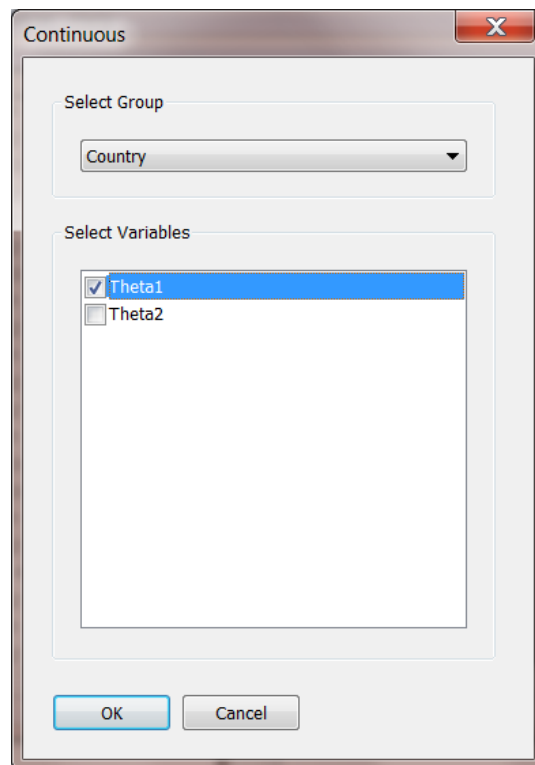 Continuous
Select Group
Country
Select Variables
Theta1
Theta2
OK Cancel